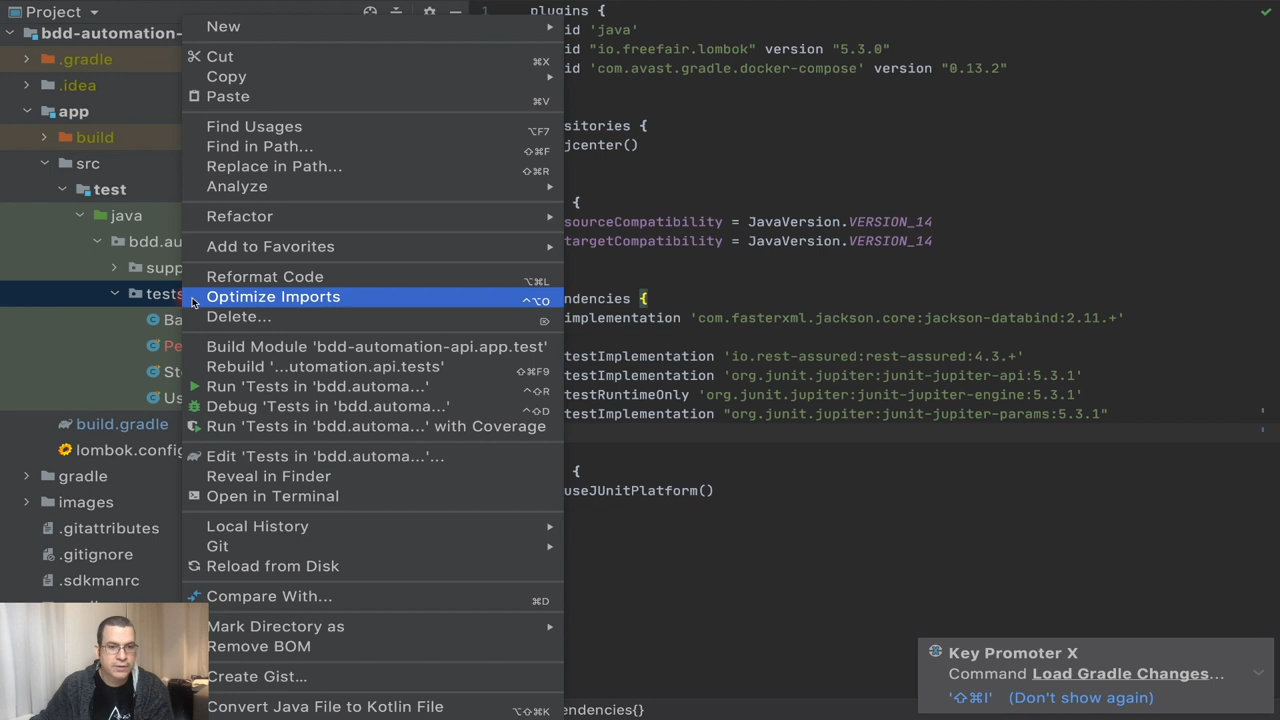 Project
bdd-automation-
.gradle
.idea
app
build
src
test
java
bdd.au
supp
tests
Ba
Pe
St
Us
build.gradle
lombok.config
gradle
images
.gitattributes
.gitignore
.sdkmanrc
New
Cut ⌘X
Copy
Paste ⌘V
Find Usages ⌥F7
Find in Path... ⇧⌘F
Replace in Path... ⇧⌘R
Analyze
Refactor
Add to Favorites
Reformat Code ⌥⌘L
Optimize Imports ^⌥O
Delete... ⌦
Build Module 'bdd-automation-api.app.test'
Rebuild '...utomation.api.tests' ⇧⌘F9
Run 'Tests in 'bdd.automa...' ^⇧R
Debug 'Tests in 'bdd.automa...' ^⇧D
Run 'Tests in 'bdd.automa...' with Coverage
Edit 'Tests in 'bdd.automa...'...
Reveal in Finder
Open in Terminal
Local History
Git
Reload from Disk
Compare With... ⌘D
Mark Directory as
Remove BOM
Create Gist...
Convert Java File to Kotlin File ⌥⇧⌘K
1
plugins {
id 'java'
id "io.freefair.lombok" version "5.3.0"
id 'com.avast.gradle.docker-compose' version "0.13.2"
sitories {
jcenter()
{
sourceCompatibility = JavaVersion.VERSION_14
targetCompatibility = JavaVersion.VERSION_14
ndencies {
implementation 'com.fasterxml.jackson.core:jackson-databind:2.11.+'
testImplementation 'io.rest-assured:rest-assured:4.3.+'
testImplementation 'org.junit.jupiter:junit-jupiter-api:5.3.1'
testRuntimeOnly 'org.junit.jupiter:junit-jupiter-engine:5.3.1'
testImplementation "org.junit.jupiter:junit-jupiter-params:5.3.1"
{
useJUnitPlatform()
endencies{}
Key Promoter X
Command Load Gradle Changes...
'⇧⌘I' (Don't show again)